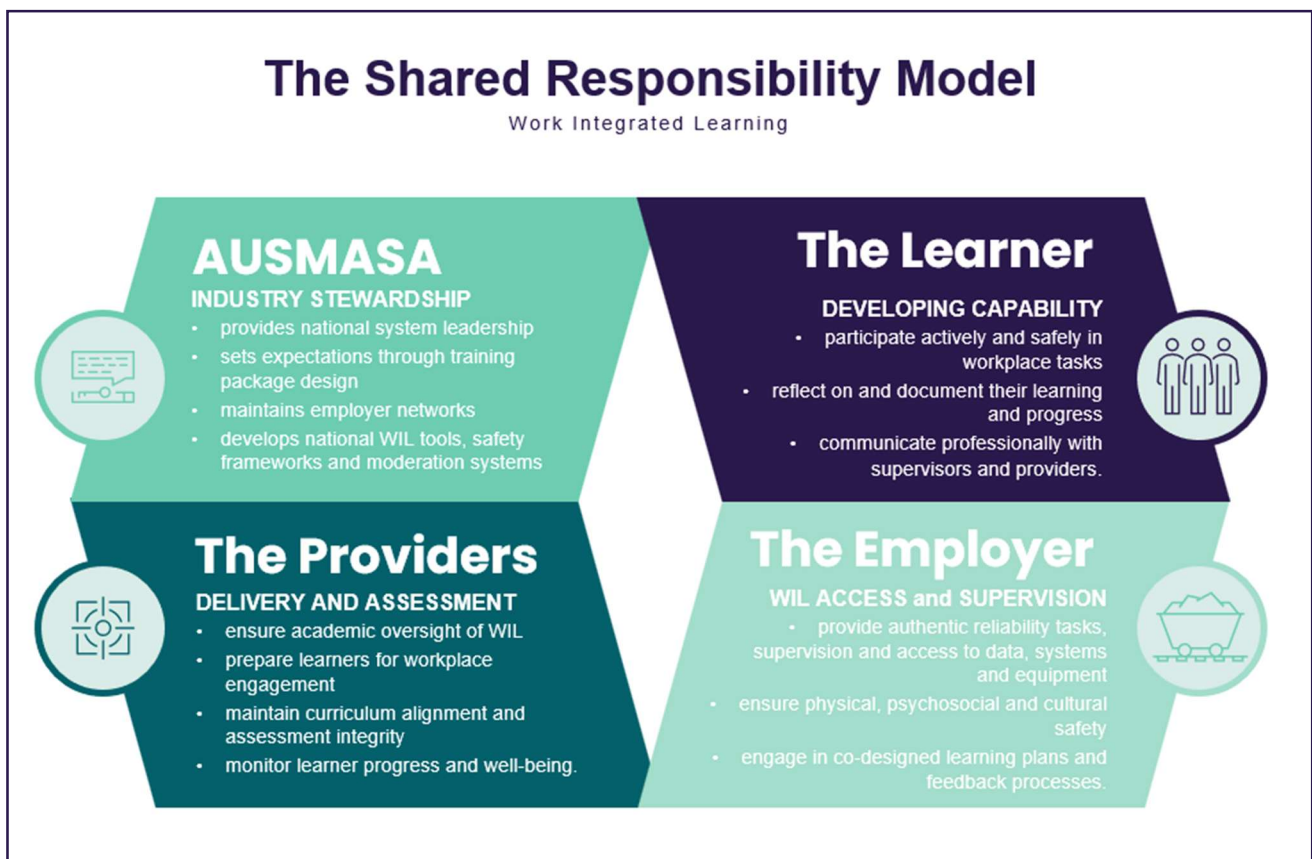 The Shared Responsibility Model
Work Integrated Learning
AUSMASA
INDUSTRY STEWARDSHIP
• provides national system leadership
• sets expectations through training
package design
• maintains employer networks
• develops national WIL tools, safety
frameworks and moderation systems
The Learner
DEVELOPING CAPABILITY
• participate actively and safely in
workplace tasks
• reflect on and document their learning
and progress
• communicate professionally with
supervisors and providers.
The Providers
DELIVERY AND ASSESSMENT
• ensure academic oversight of WIL
• prepare learners for workplace
engagement
• maintain curriculum alignment and
assessment integrity
• monitor learner progress and well-being.
The Employer
WIL ACCESS and SUPERVISION
• provide authentic reliability tasks,
supervision and access to data, systems
and equipment
• ensure physical, psychosocial and cultural
safety
• engage in co-designed learning plans and
feedback processes.